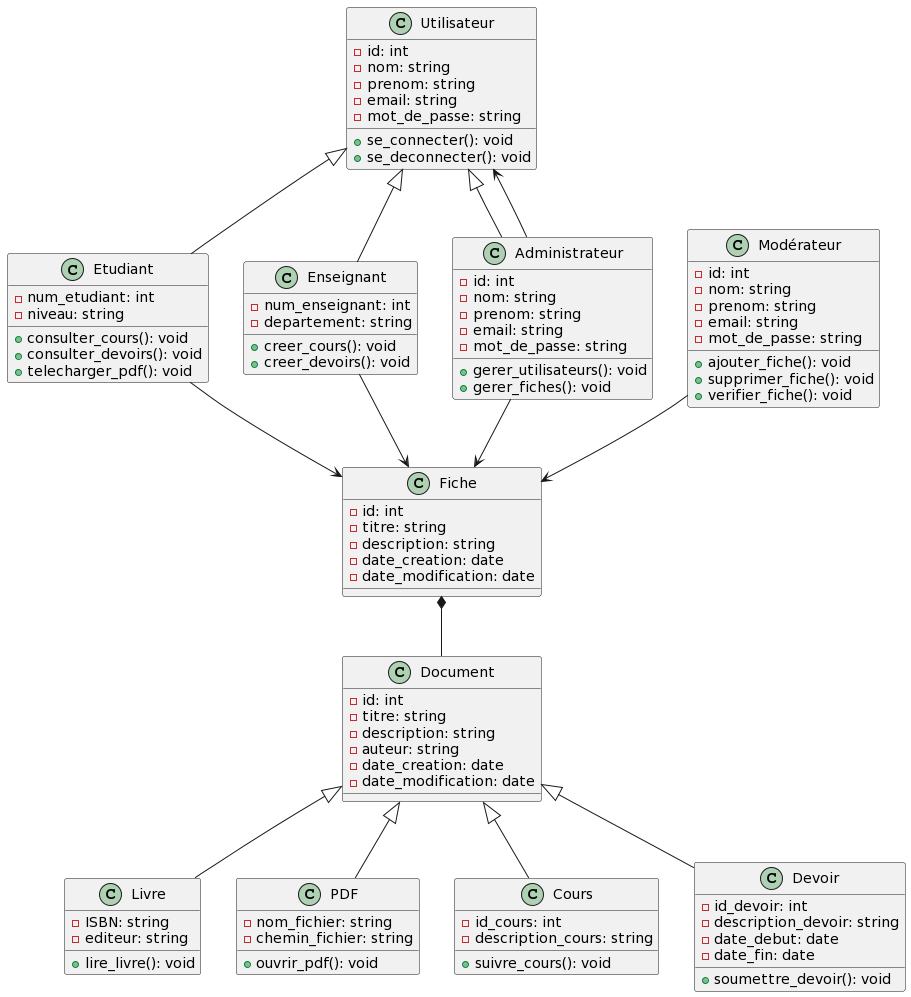 C Utilisateur
id: int
nom: string
prenom: string
email: string
mot_de_passe: string
se_connecter(): void
se_deconnecter(): void
C Etudiant
num_etudiant: int
niveau: string
consulter_cours(): void
consulter_devoirs(): void
telecharger_pdf(): void
C Enseignant
num_enseignant: int
departement: string
creer_cours(): void
creer_devoirs(): void
C Administrateur
id: int
nom: string
prenom: string
email: string
mot_de_passe: string
gerer_utilisateurs(): void
gerer_fiches(): void
C Modérateur
id: int
nom: string
prenom: string
email: string
mot_de_passe: string
ajouter_fiche(): void
supprimer_fiche(): void
verifier_fiche(): void
C Fiche
id: int
titre: string
description: string
date_creation: date
date_modification: date
C Document
id: int
titre: string
description: string
auteur: string
date_creation: date
date_modification: date
C Livre
ISBN: string
editeur: string
lire_livre(): void
C PDF
nom_fichier: string
chemin_fichier: string
ouvrir_pdf(): void
C Cours
id_cours: int
description_cours: string
suivre_cours(): void
C Devoir
id_devoir: int
description_devoir: string
date_debut: date
date_fin: date
soumettre_devoir(): void